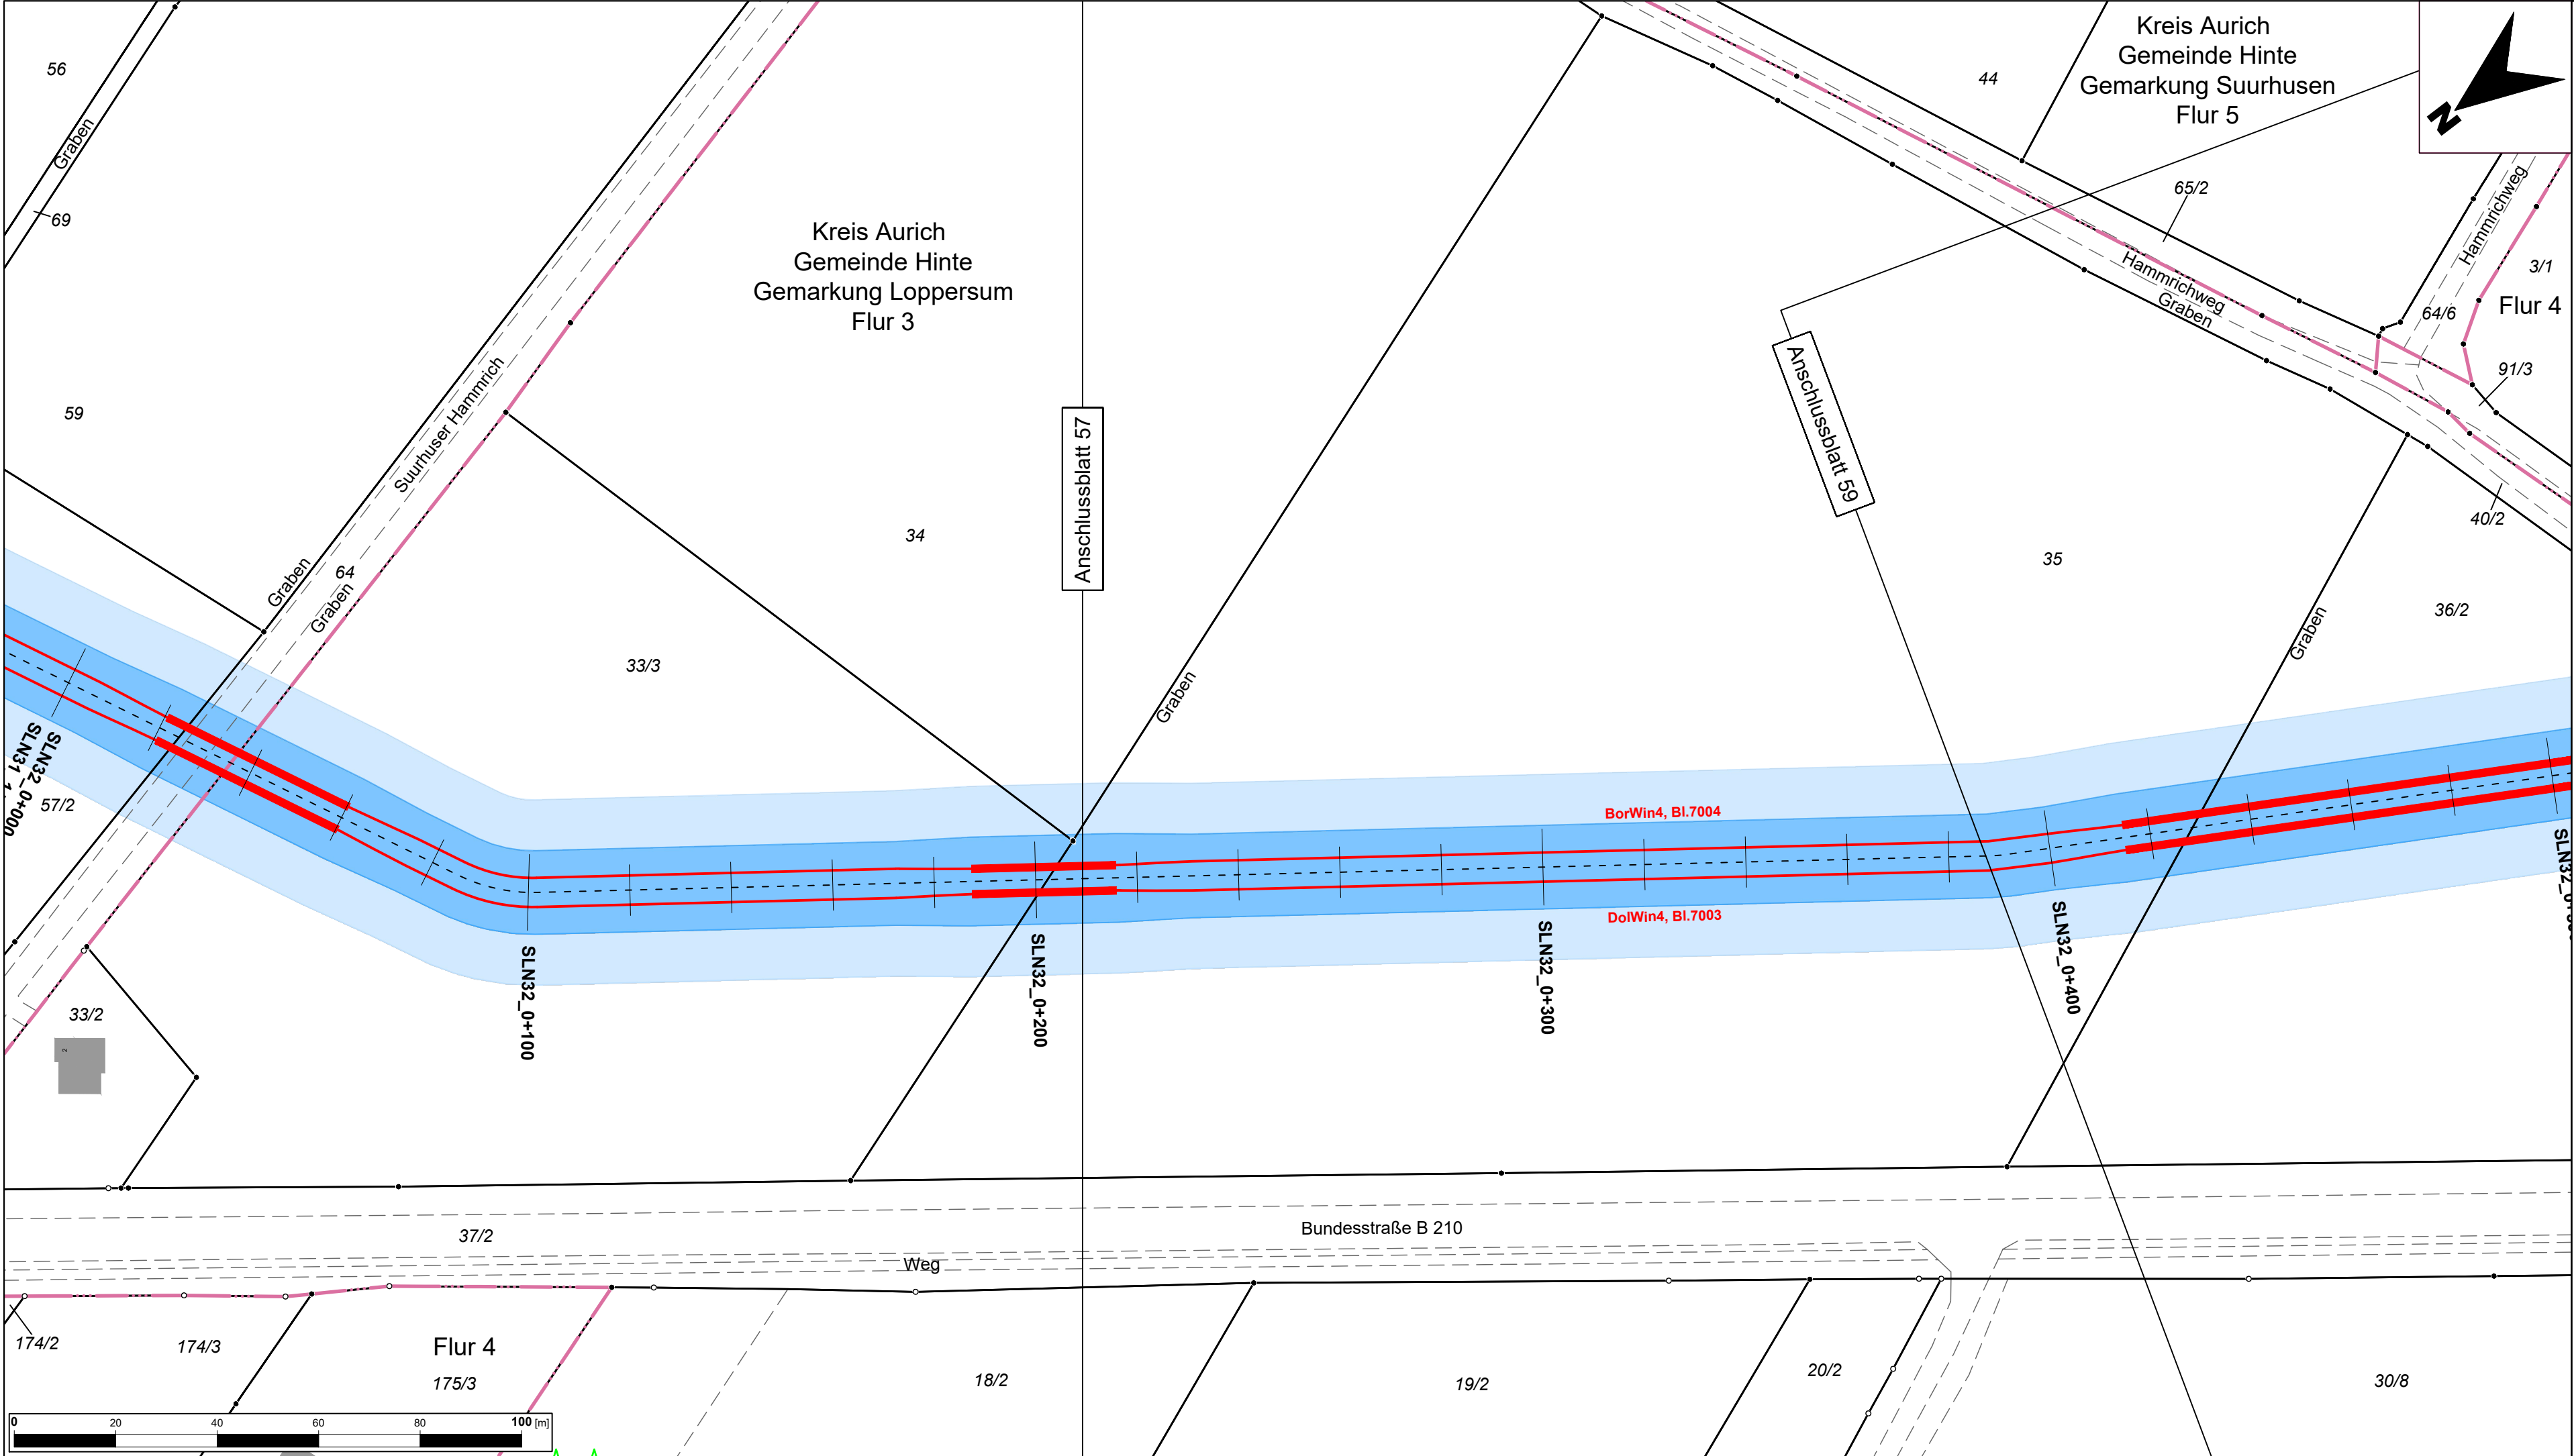 Kreis Aurich
Gemeinde Hinte
Gemarkung Suurhusen
Flur 5
N
56
44
Graben
65/2
Hammrichweg
69
Kreis Aurich
Gemeinde Hinte
Gemarkung Loppersum
Flur 3
Hammrichweg
Graben
3/1
Flur 4
64/6
91/3
59
Suurhuser Hammrich
Anschlussblatt 57
Anschlussblatt 59
40/2
34
35
Graben
64
Graben
36/2
Graben
33/3
Graben
SLN32_0+000
57/2
BorWin4, Bl.7004
DolWin4, Bl.7003
SLN32_0+100
SLN32_0+200
SLN32_0+300
SLN32_0+400
33/2
2
37/2
Bundesstraße B 210
Weg
174/2
174/3
Flur 4
175/3
18/2
19/2
20/2
30/8
0 20 40 60 80 100 [m]